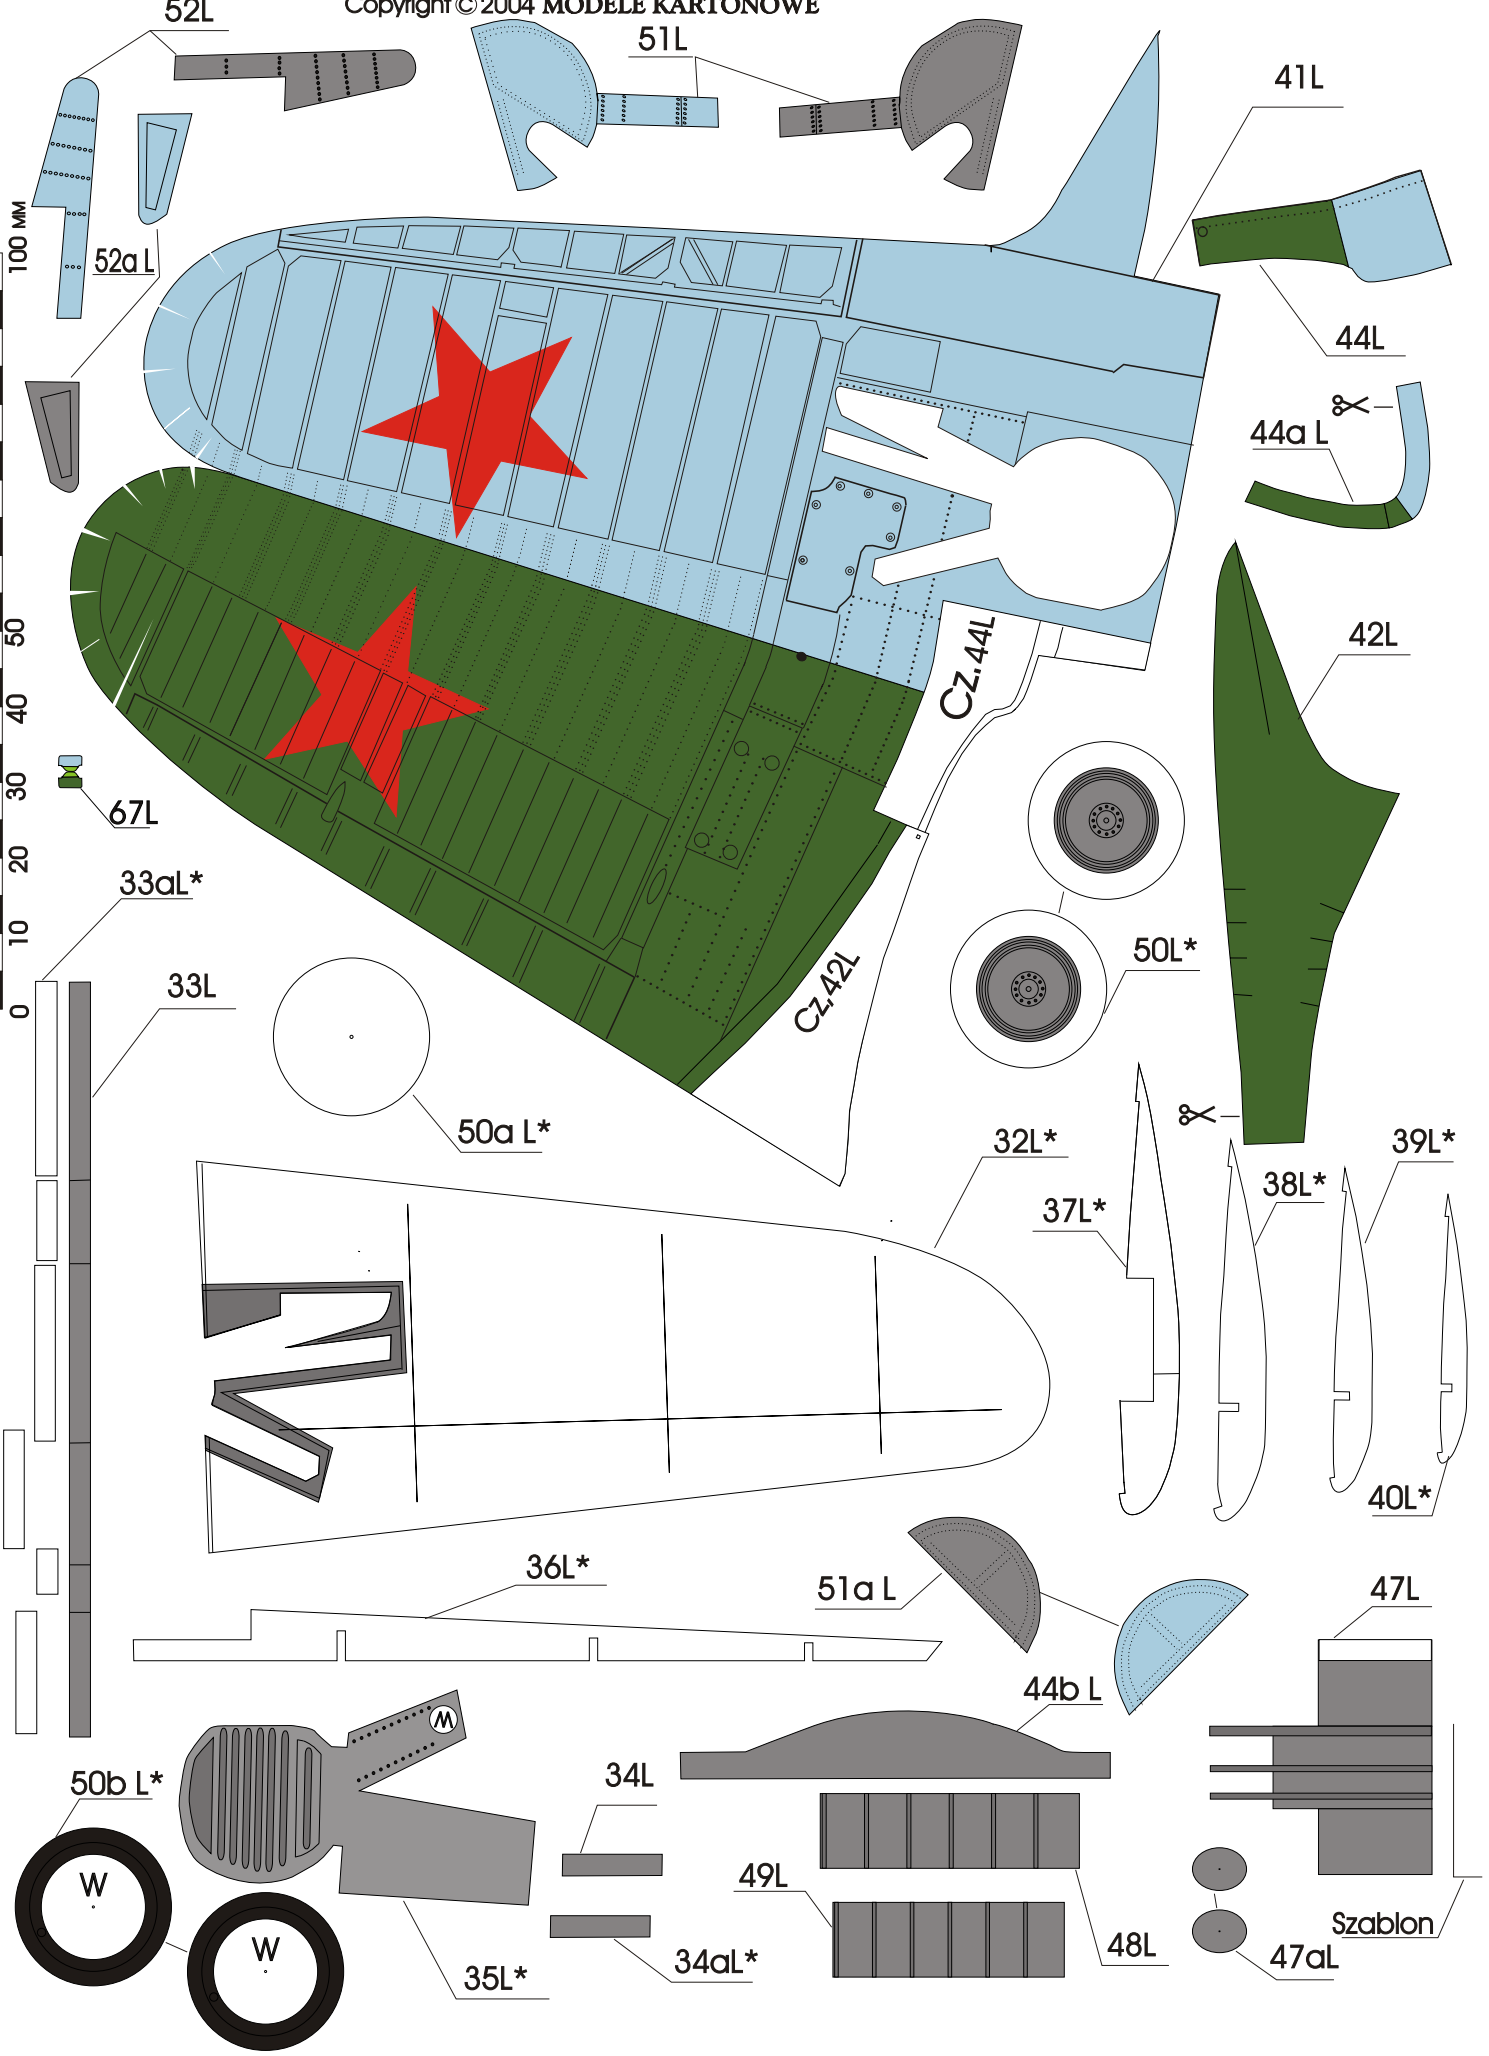 Copyright © 2004 MODELE KARTONOWE
52L
51L
41L
52a L
44L
44a L
100 MM
50
40
30
20
10
0
Cz.44L
42L
67L
33aL*
33L
50L*
Cz,42L
50a L*
32L*
37L*
38L*
39L*
40L*
36L*
51a L
47L
44b L
W
50b L*
34L
W
W
49L
48L
Szablon
47aL
35L*
34aL*